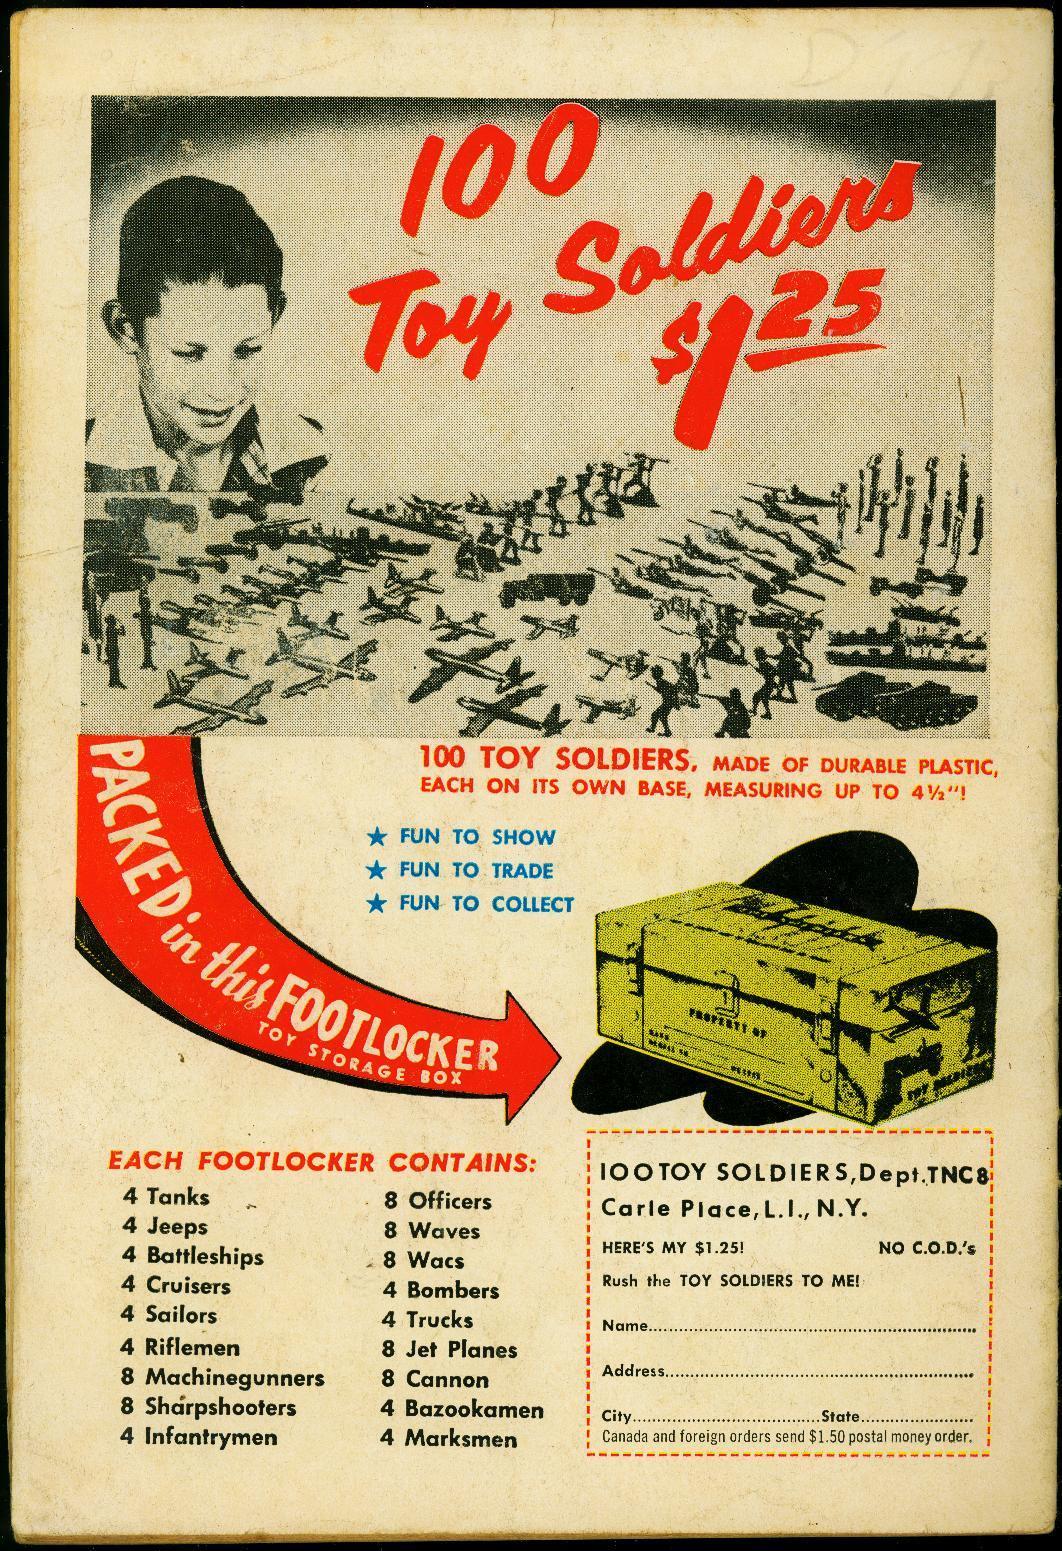 100
Toy Soldiers
$1.25
100 TOY SOLDIERS, MADE OF DURABLE PLASTIC,
EACH ON ITS OWN BASE, MEASURING UP TO 4½"!
★ FUN TO SHOW
★ FUN TO TRADE
★ FUN TO COLLECT
PACKED in this FOOTLOCKER
TOY STORAGE BOX
PROPERTY OF
TOY SOLDIERS
EACH FOOTLOCKER CONTAINS:
4 Tanks
4 Jeeps
4 Battleships
4 Cruisers
4 Sailors
4 Riflemen
8 Machinegunners
8 Sharpshooters
4 Infantrymen
8 Officers
8 Waves
8 Wacs
4 Bombers
4 Trucks
8 Jet Planes
8 Cannon
4 Bazookamen
4 Marksmen
100 TOY SOLDIERS, Dept. TNC8
Carle Place, L.I., N.Y.
HERE'S MY $1.25! NO C.O.D.'s
Rush the TOY SOLDIERS TO ME!
Name
Address
City State
Canada and foreign orders send $1.50 postal money order.